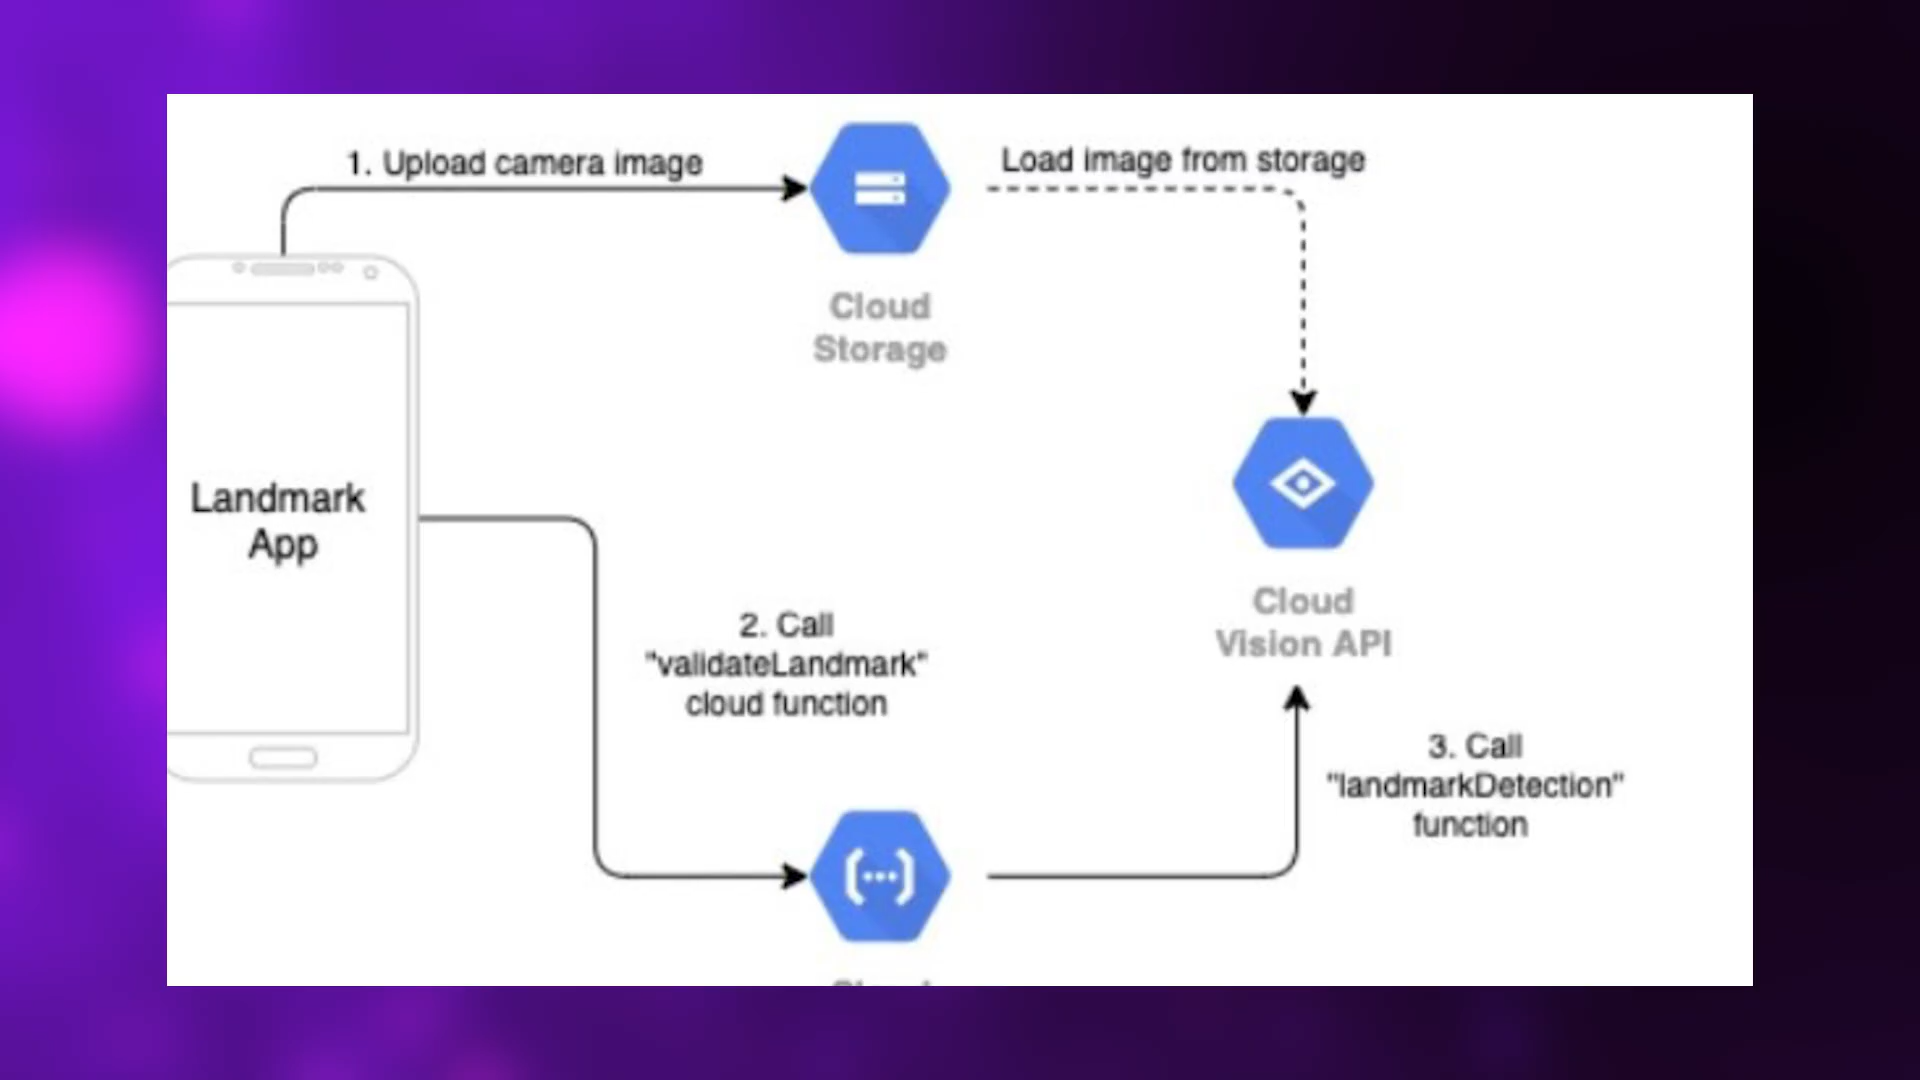 1. Upload camera image
Load image from storage
Cloud
Storage
Landmark
App
Cloud
Vision API
2. Call
"validateLandmark"
cloud function
3. Call
"landmarkDetection"
function